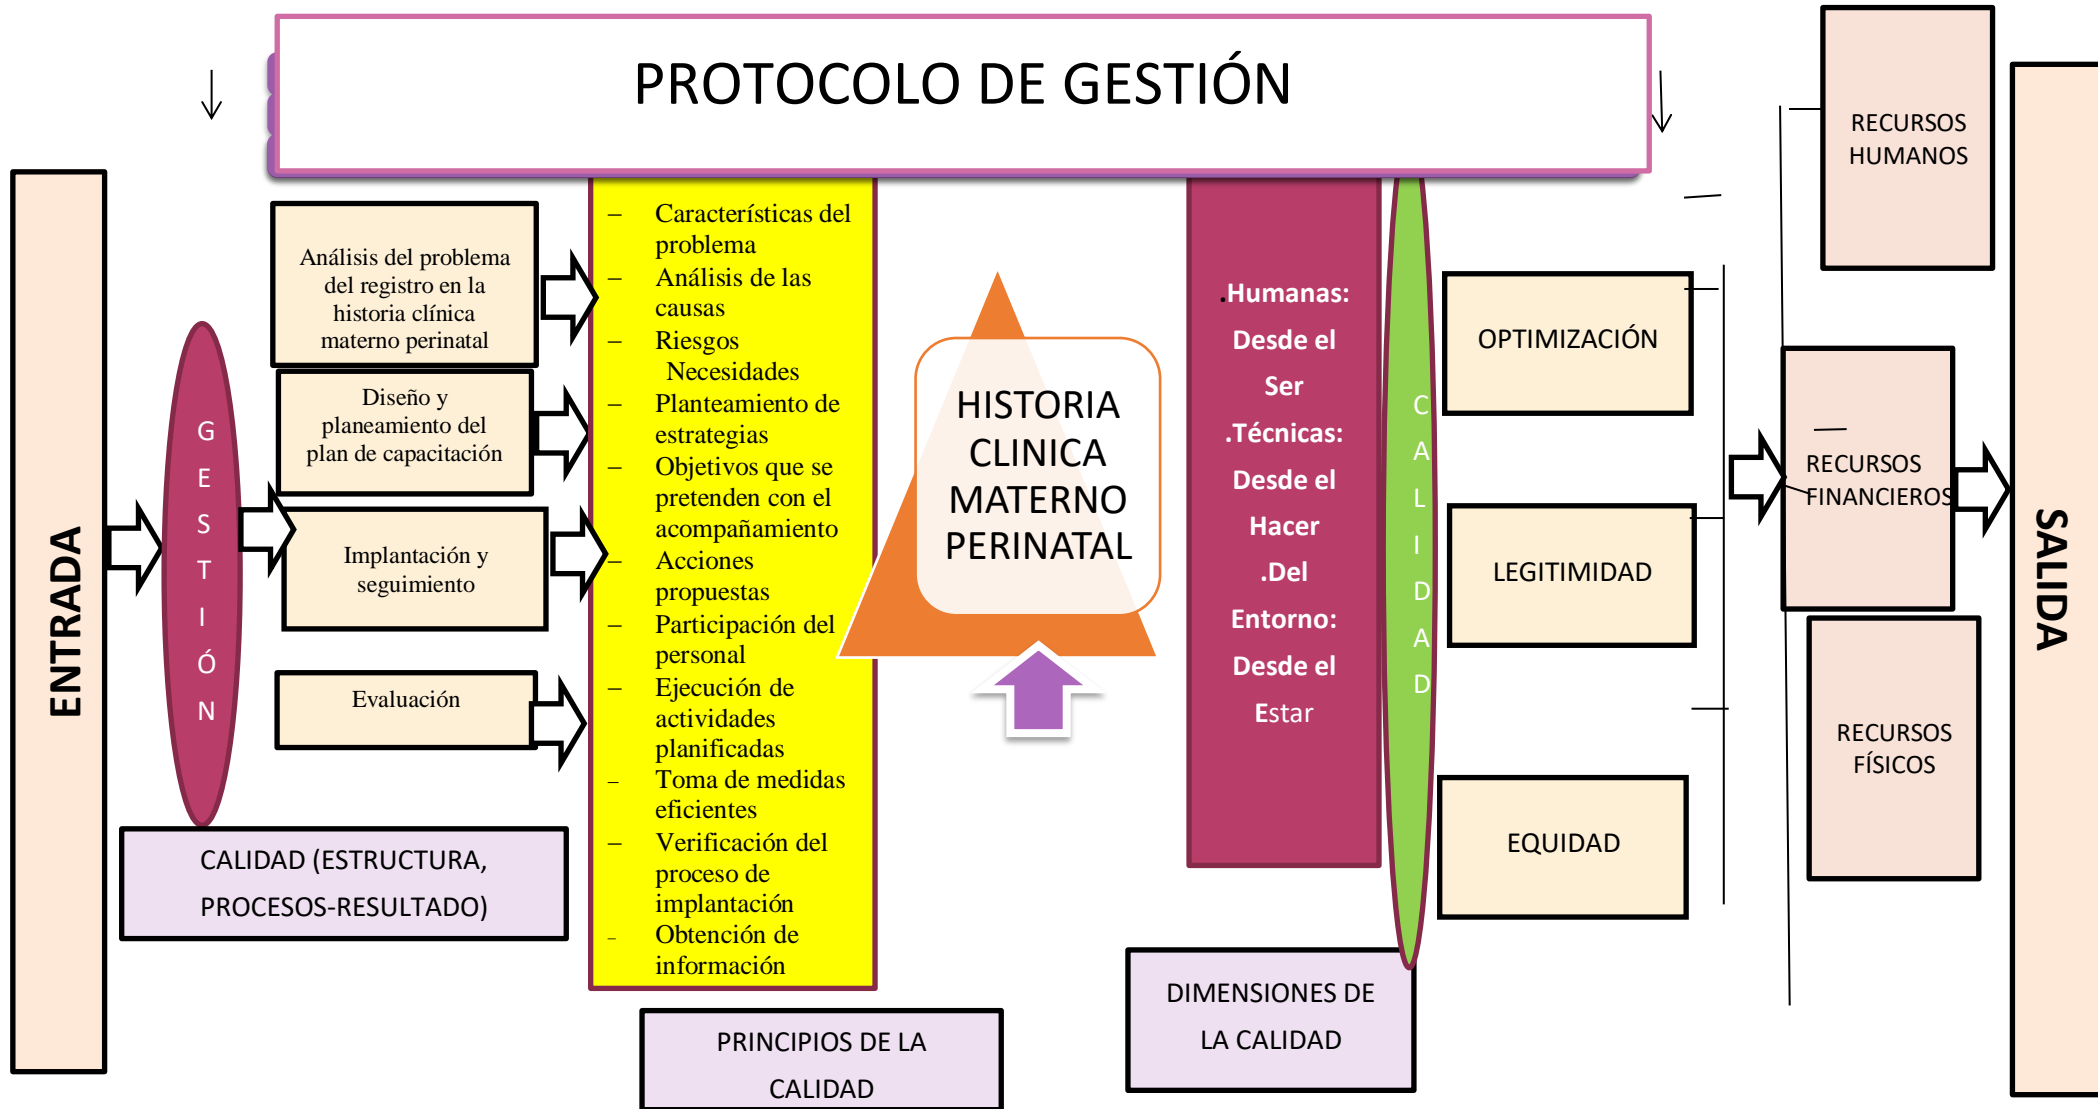 PROTOCOLO DE GESTIÓN
ENTRADA
GESTIÓN
Análisis del problema
del registro en la
historia clínica
materno perinatal
Diseño y
planeamiento del
plan de capacitación
Implantación y
seguimiento
Evaluación
CALIDAD (ESTRUCTURA,
PROCESOS-RESULTADO)
– Características del
problema
– Análisis de las
causas
– Riesgos
Necesidades
– Planteamiento de
estrategias
– Objetivos que se
pretenden con el
acompañamiento
– Acciones
propuestas
– Participación del
personal
– Ejecución de
actividades
planificadas
– Toma de medidas
eficientes
– Verificación del
proceso de
implantación
– Obtención de
información
PRINCIPIOS DE LA
CALIDAD
HISTORIA
CLINICA
MATERNO
PERINATAL
.Humanas:
Desde el
Ser
.Técnicas:
Desde el
Hacer
.Del
Entorno:
Desde el
Estar
CALIDAD
DIMENSIONES DE
LA CALIDAD
OPTIMIZACIÓN
LEGITIMIDAD
EQUIDAD
RECURSOS
HUMANOS
RECURSOS
FINANCIEROS
RECURSOS
FÍSICOS
SALIDA